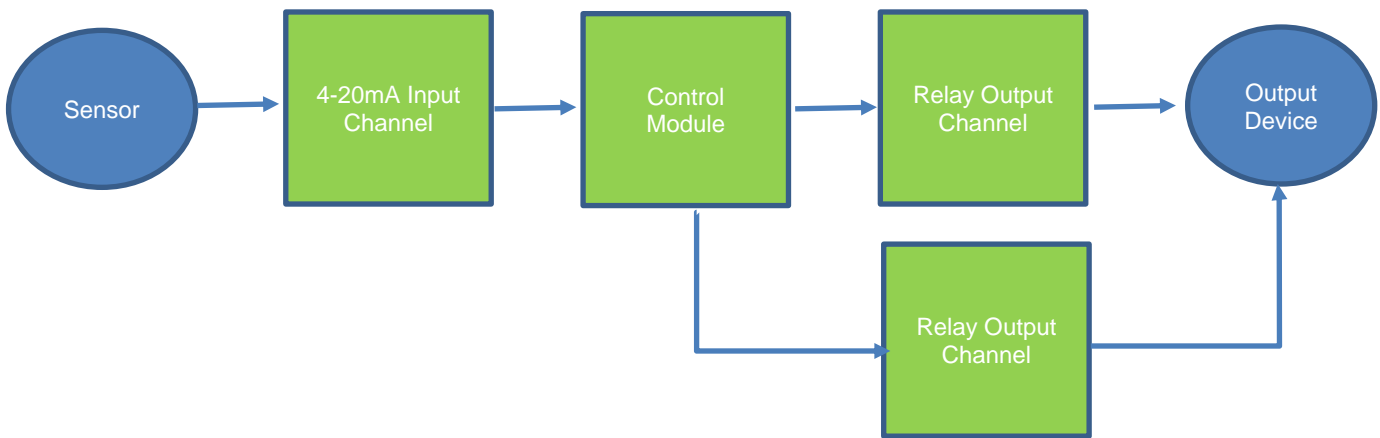 Sensor
4-20mA Input
Channel
Control
Module
Relay Output
Channel
Output
Device
Relay Output
Channel